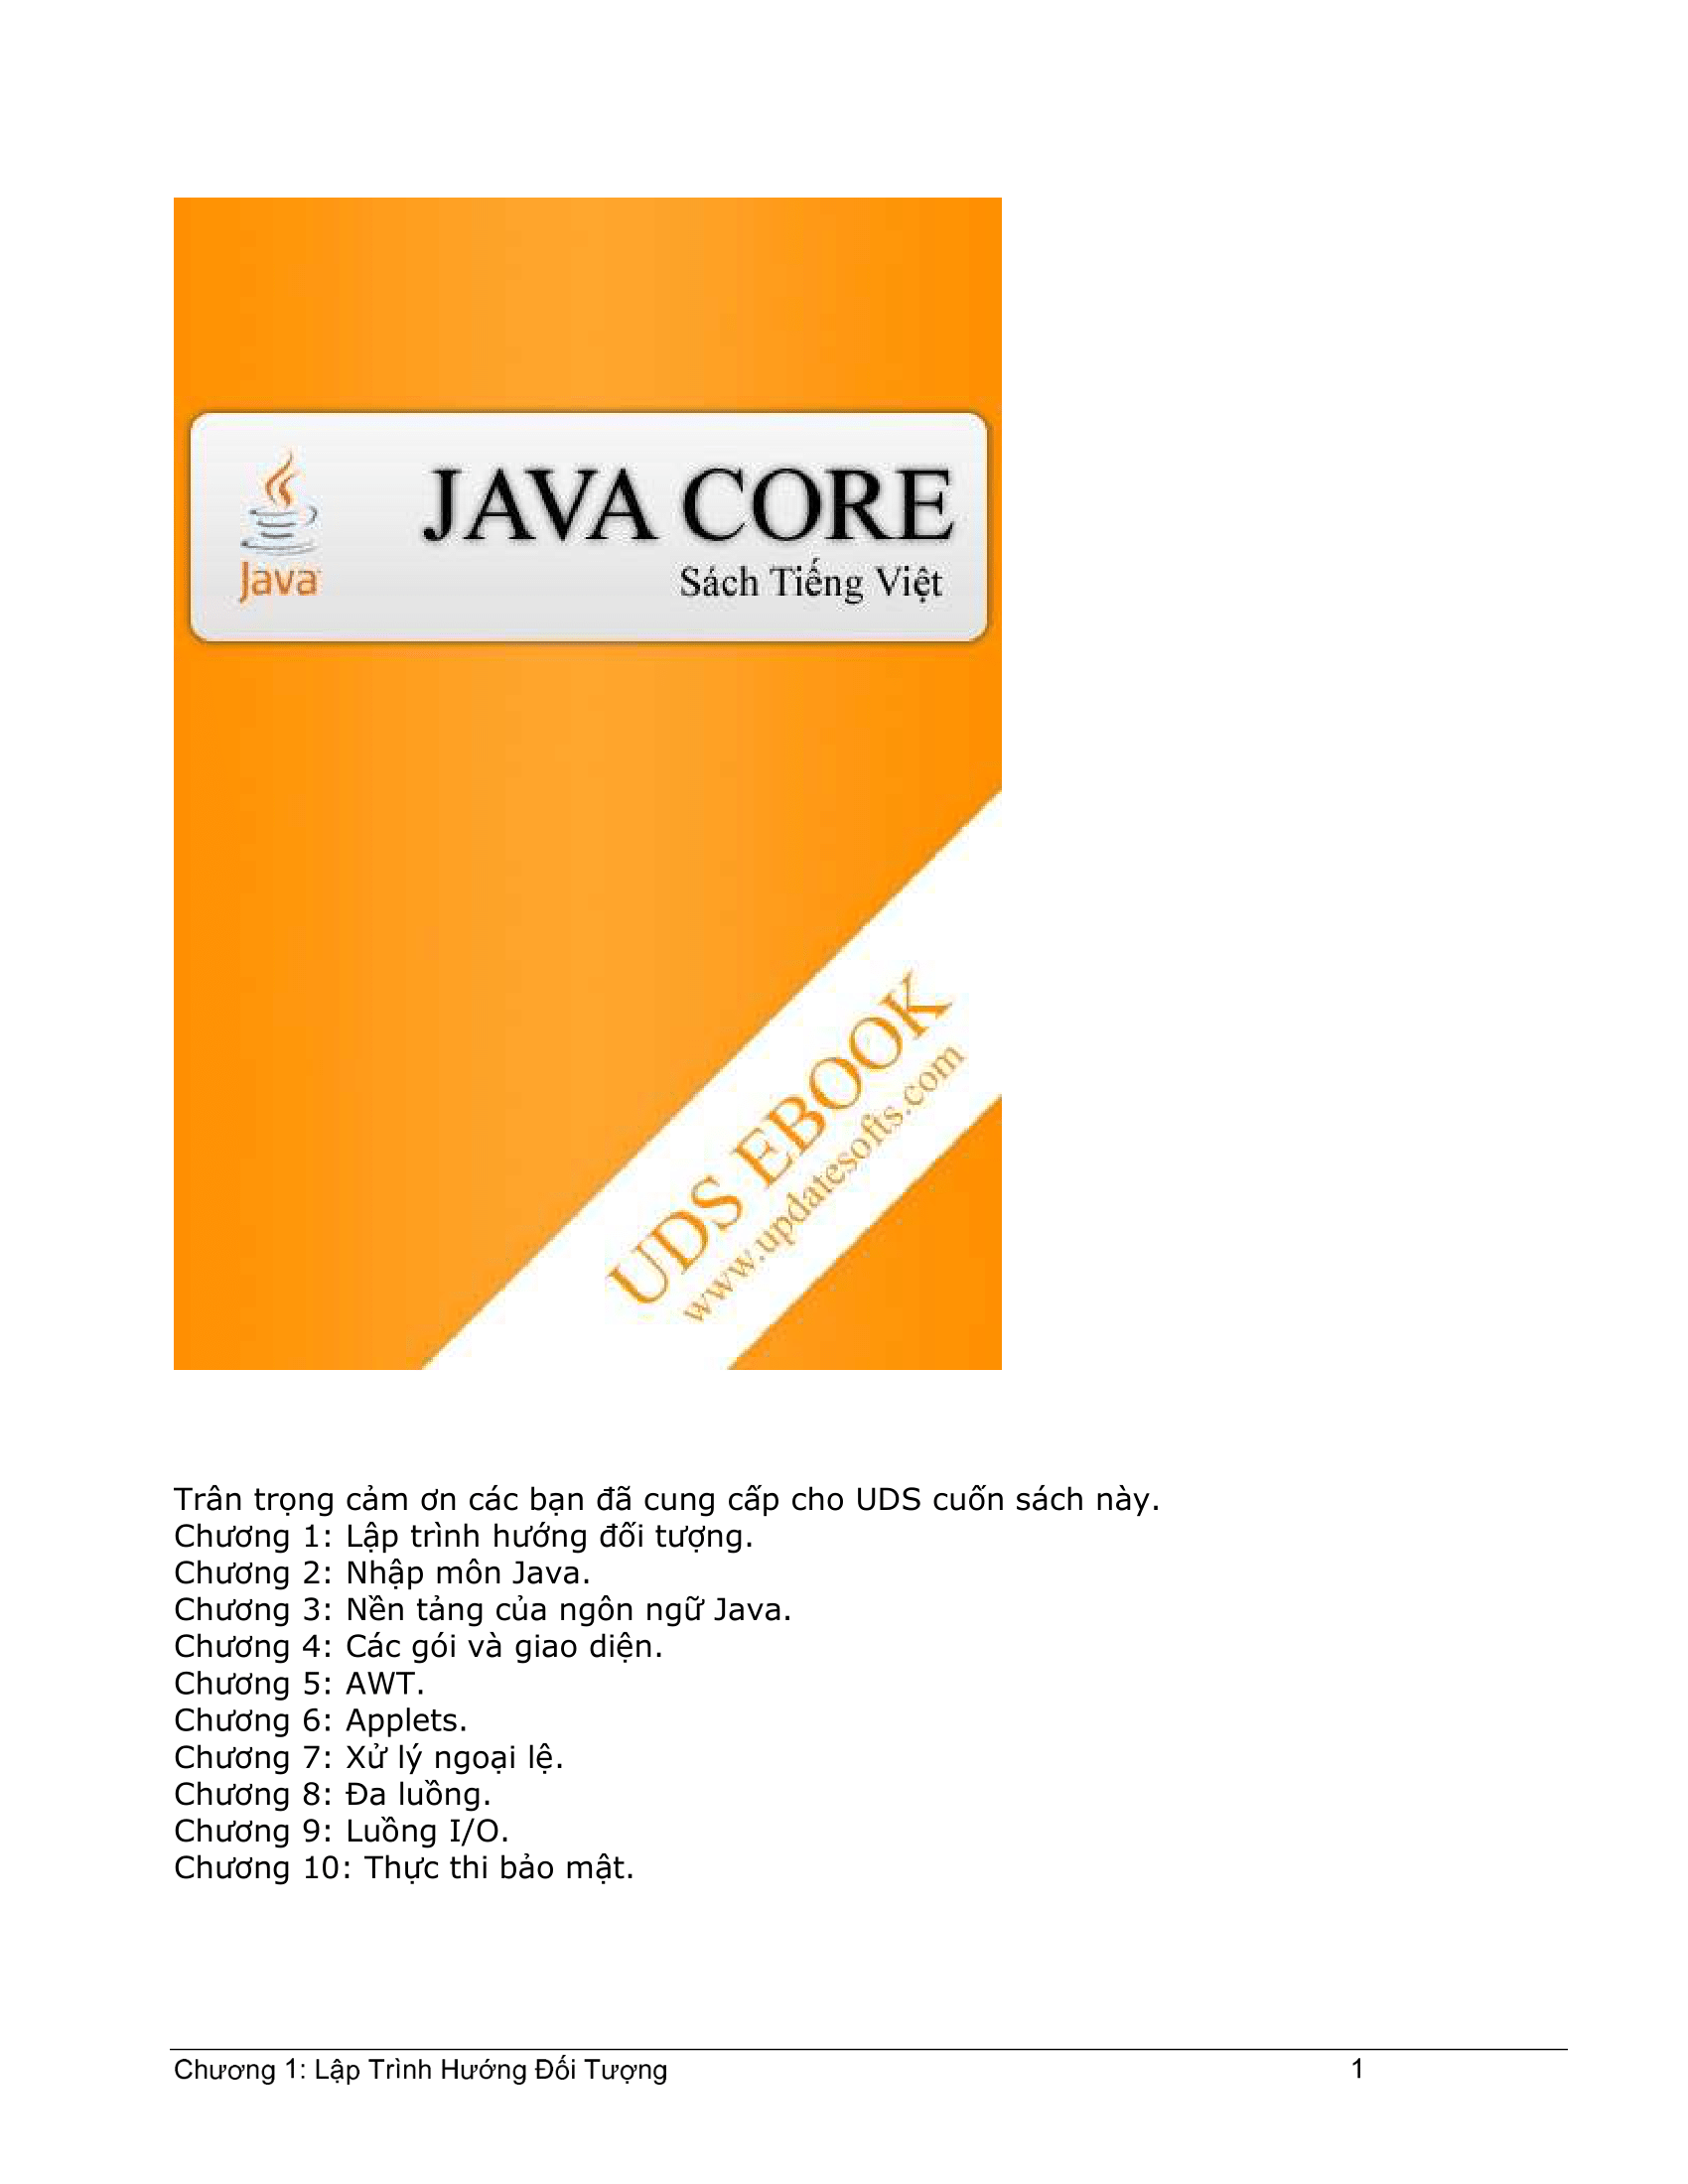 JAVA CORE
Java
Sách Tiếng Việt
UDS EBOOK
www.updatesofts.com
Trân trọng cảm ơn các bạn đã cung cấp cho UDS cuốn sách này.
Chương 1: Lập trình hướng đối tượng.
Chương 2: Nhập môn Java.
Chương 3: Nền tảng của ngôn ngữ Java.
Chương 4: Các gói và giao diện.
Chương 5: AWT.
Chương 6: Applets.
Chương 7: Xử lý ngoại lệ.
Chương 8: Đa luồng.
Chương 9: Luồng I/O.
Chương 10: Thực thi bảo mật.
Chương 1: Lập Trình Hướng Đối Tượng 1